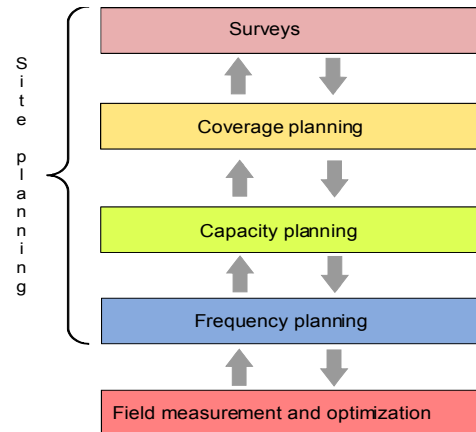 Surveys
Site planning
Coverage planning
Capacity planning
Frequency planning
Field measurement and optimization